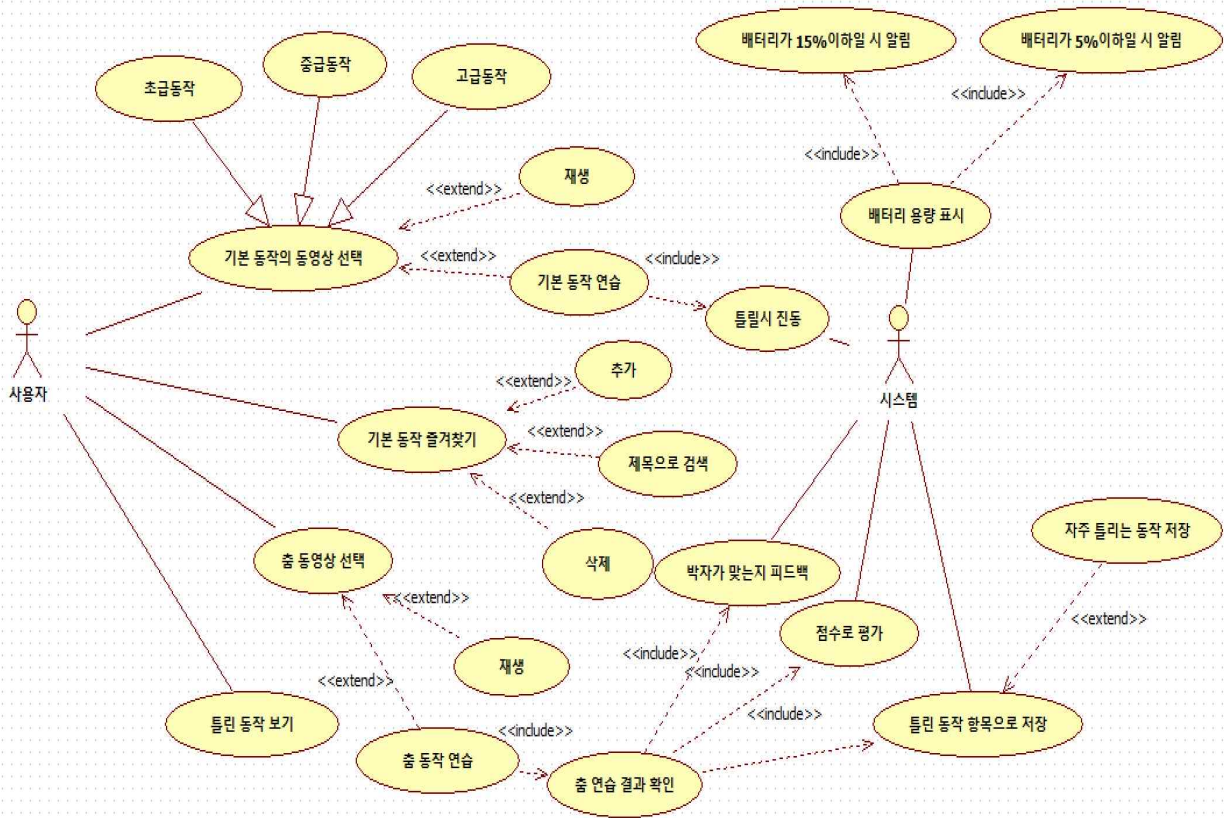 배터리가 15%이하일 시 알림
배터리가 5%이하일 시 알림
초급동작
중급동작
고급동작
<<include>>
<<include>>
재생
<<extend>>
배터리 용량 표시
기본 동작의 동영상 선택
<<extend>>
<<include>>
기본 동작 연습
틀릴시 진동
사용자
시스템
<<extend>>
추가
기본 동작 즐겨찾기
<<extend>>
제목으로 검색
<<extend>>
삭제
춤 동영상 선택
박자가 맞는지 피드백
자주 틀리는 동작 저장
<<extend>>
점수로 평가
<<extend>>
재생
<<include>>
<<include>>
<<extend>>
<<include>>
틀린 동작 보기
<<include>>
틀린 동작 항목으로 저장
춤 동작 연습
춤 연습 결과 확인